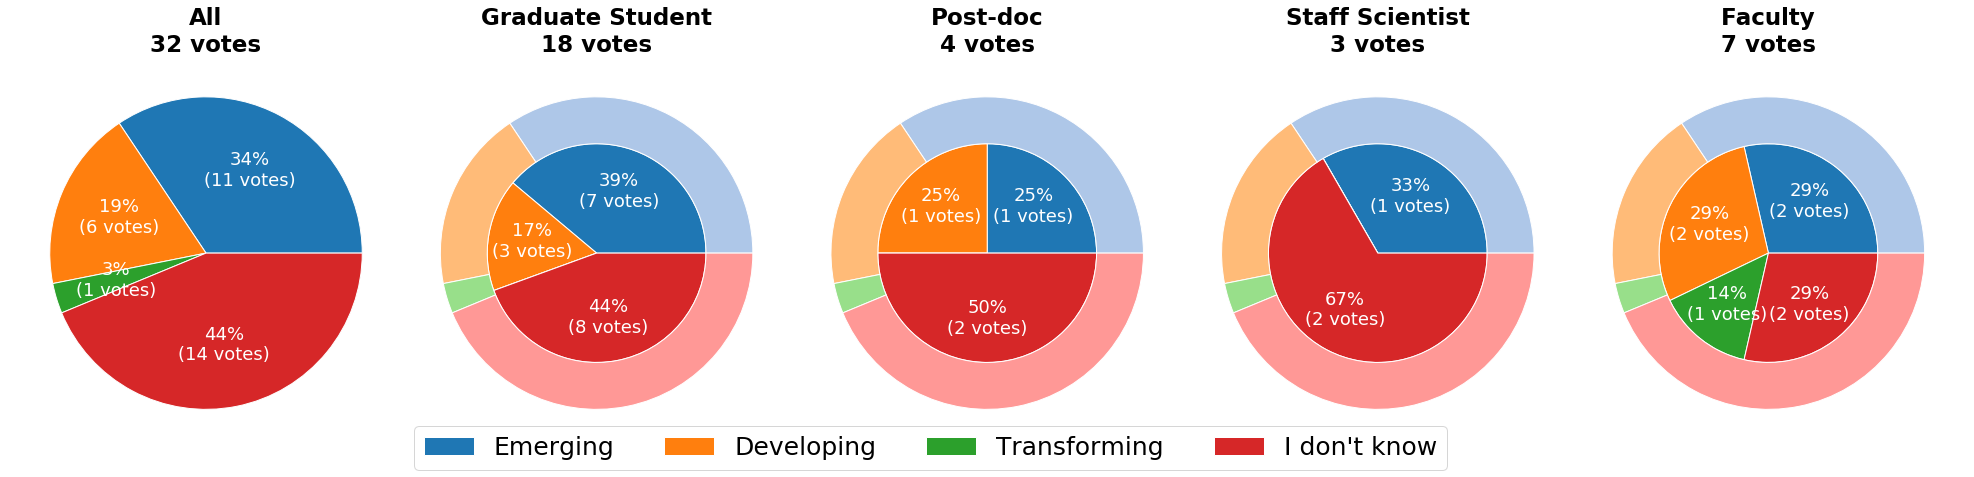 All
32 votes
34%
(11 votes)
19%
(6 votes)
3%
(1 votes)
44%
(14 votes)
Graduate Student
18 votes
39%
(7 votes)
17%
(3 votes)
44%
(8 votes)
Post-doc
4 votes
25%
(1 votes)
25%
(1 votes)
50%
(2 votes)
Staff Scientist
3 votes
33%
(1 votes)
67%
(2 votes)
Faculty
7 votes
29%
(2 votes)
29%
(2 votes)
14%
(1 votes)
29%
(2 votes)
Emerging
Developing
Transforming
I don't know